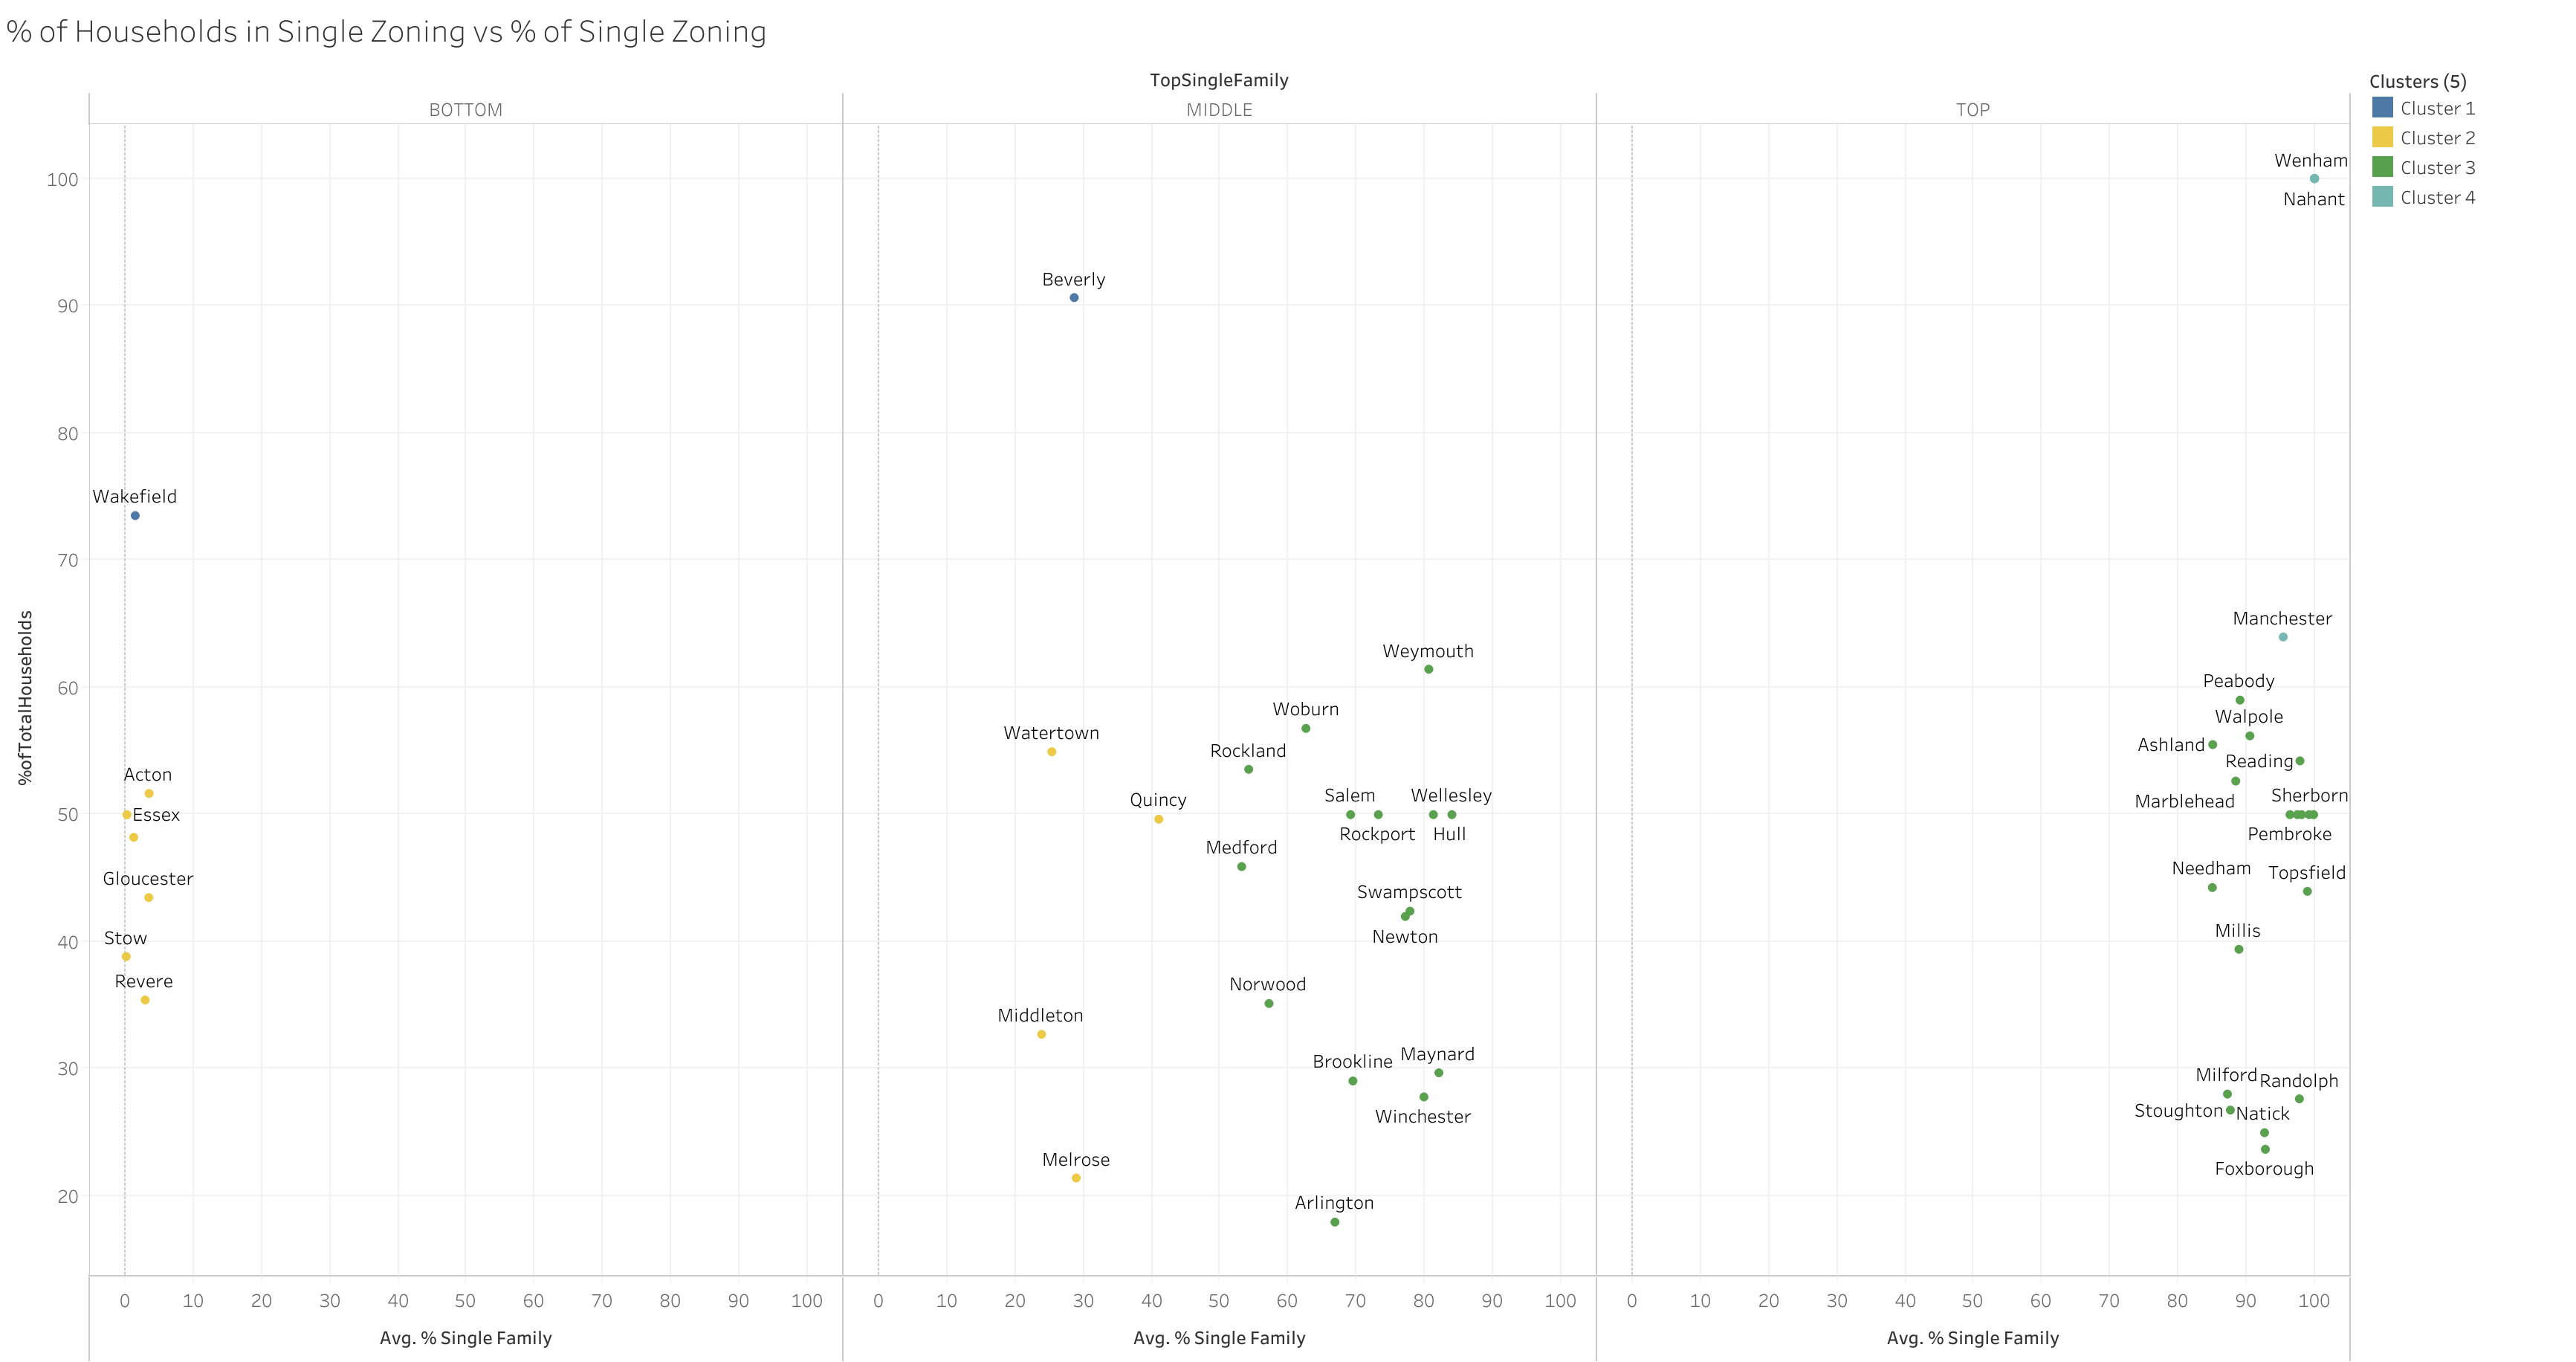 % of Households in Single Zoning vs % of Single Zoning
TopSingleFamily
BOTTOM
MIDDLE
TOP
Clusters (5)
Cluster 1
Cluster 2
Cluster 3
Cluster 4
%ofTotalHouseholds
100
90
80
70
60
50
40
30
20
Wakefield
Acton
Essex
Gloucester
Stow
Revere
Beverly
Weymouth
Woburn
Watertown
Rockland
Quincy
Salem
Wellesley
Rockport
Hull
Medford
Swampscott
Newton
Norwood
Middleton
Brookline
Maynard
Winchester
Melrose
Arlington
Wenham
Nahant
Manchester
Peabody
Walpole
Ashland
Reading
Marblehead
Sherborn
Pembroke
Needham
Topsfield
Millis
Milford
Randolph
Stoughton
Natick
Foxborough
0 10 20 30 40 50 60 70 80 90 100
0 10 20 30 40 50 60 70 80 90 100
0 10 20 30 40 50 60 70 80 90 100
Avg. % Single Family
Avg. % Single Family
Avg. % Single Family